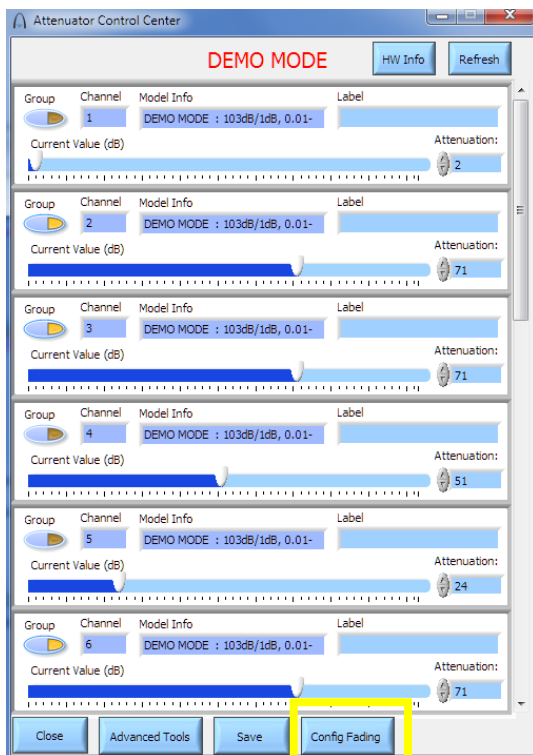 Attenuator Control Center
DEMO MODE HW Info Refresh
Group Channel Model Info Label
1 DEMO MODE : 103dB/1dB, 0.01-
Current Value (dB) Attenuation:
2
Group Channel Model Info Label
2 DEMO MODE : 103dB/1dB, 0.01-
Current Value (dB) Attenuation:
71
Group Channel Model Info Label
3 DEMO MODE : 103dB/1dB, 0.01-
Current Value (dB) Attenuation:
71
Group Channel Model Info Label
4 DEMO MODE : 103dB/1dB, 0.01-
Current Value (dB) Attenuation:
51
Group Channel Model Info Label
5 DEMO MODE : 103dB/1dB, 0.01-
Current Value (dB) Attenuation:
24
Group Channel Model Info Label
6 DEMO MODE : 103dB/1dB, 0.01-
Current Value (dB) Attenuation:
71
Close Advanced Tools Save Config Fading